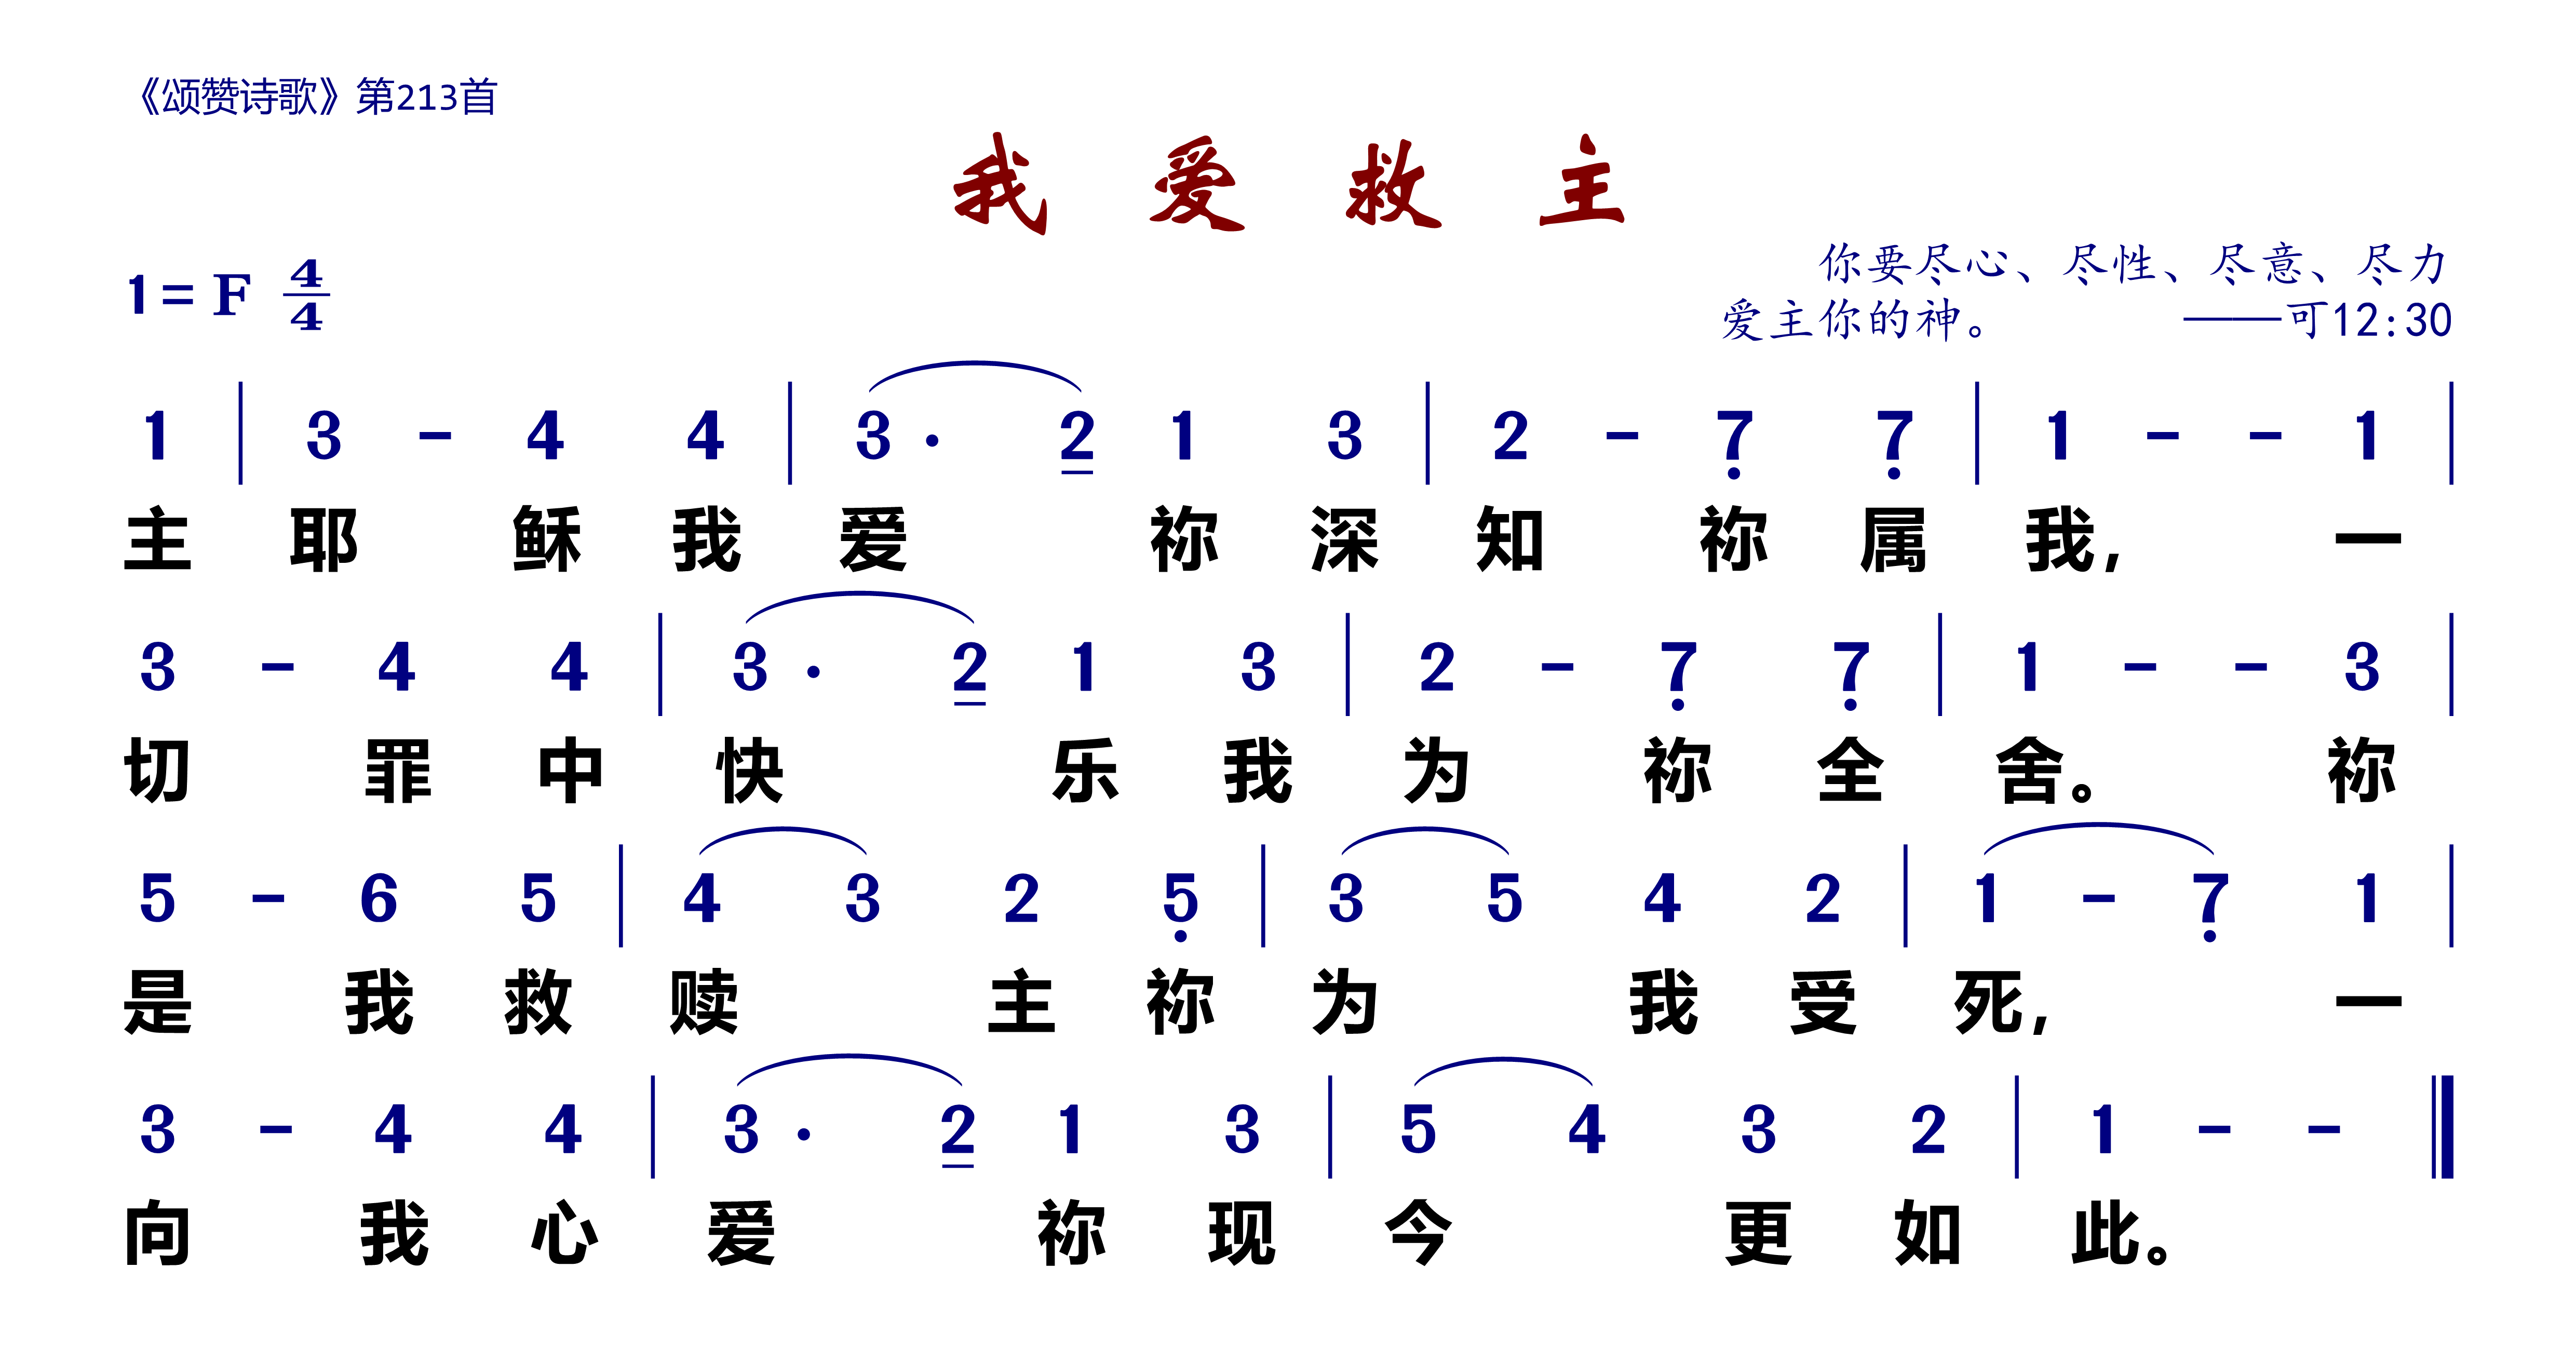 《颂赞诗歌》第213首
我 爱 救 主
1= F 4/4
你要尽心、尽性、尽意、尽力
爱主你的神。 ——可12:30
1 | 3 - 4 4 | 3 · 2 1 3 | 2 - 7 7 | 1 - - 1 |
主 耶 稣 我 爱 祢 深 知 祢 属 我, 一
3 - 4 4 | 3 · 2 1 3 | 2 - 7 7 | 1 - - 3 |
切 罪 中 快 乐 我 为 祢 全 舍。 祢
5 - 6 5 | 4 3 2 5 | 3 5 4 2 | 1 - 7 1 |
是 我 救 赎 主 祢 为 我 受 死, 一
3 - 4 4 | 3 · 2 1 3 | 5 4 3 2 | 1 - - ‖
向 我 心 爱 祢 现 今 更 如 此。